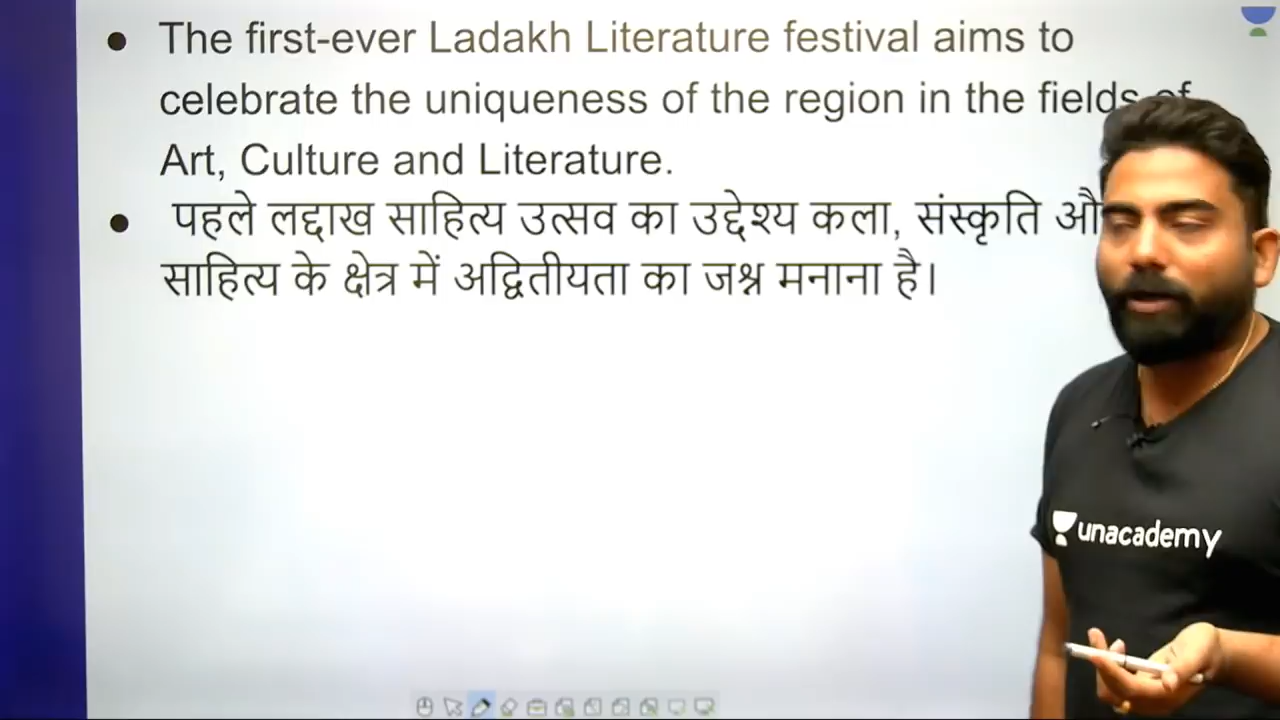 The first-ever Ladakh Literature festival aims to
celebrate the uniqueness of the region in the fields of
Art, Culture and Literature.
पहले लद्दाख साहित्य उत्सव का उद्देश्य कला, संस्कृति औ
साहित्य के क्षेत्र में अद्वितीयता का जश्न मनाना है।
unacademy